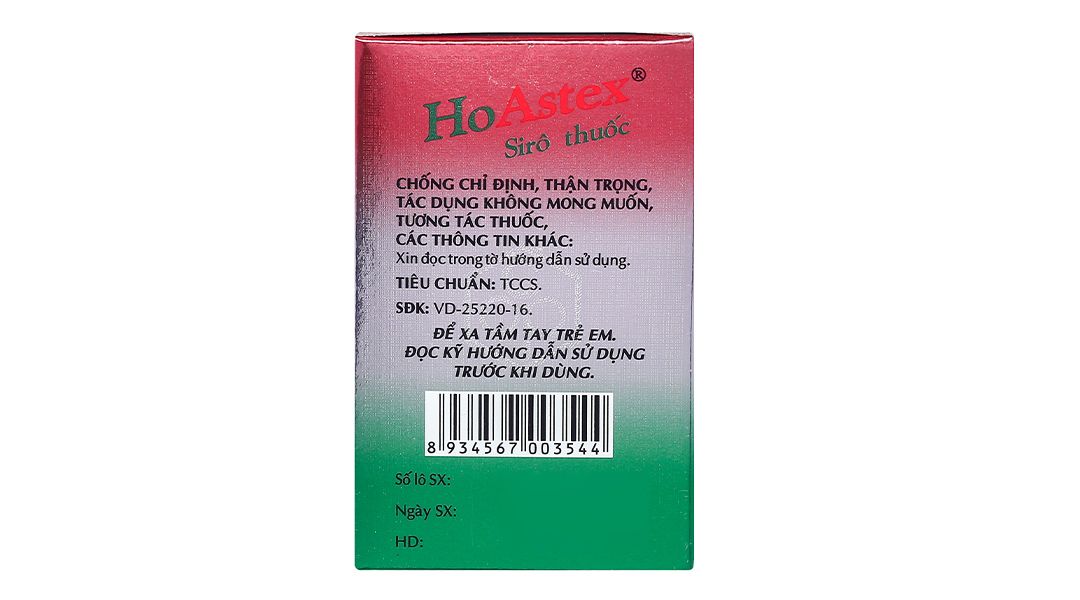 HoAstex®
Sirô thuốc
CHỐNG CHỈ ĐỊNH, THẬN TRỌNG,
TÁC DỤNG KHÔNG MONG MUỐN,
TƯƠNG TÁC THUỐC,
CÁC THÔNG TIN KHÁC:
Xin đọc trong tờ hướng dẫn sử dụng.
TIÊU CHUẨN: TCCS.
SĐK: VD-25220-16.
ĐỂ XA TẦM TAY TRẺ EM.
ĐỌC KỸ HƯỚNG DẪN SỬ DỤNG
TRƯỚC KHI DÙNG.
8 934567 003544
Số lô SX:
Ngày SX:
HD: